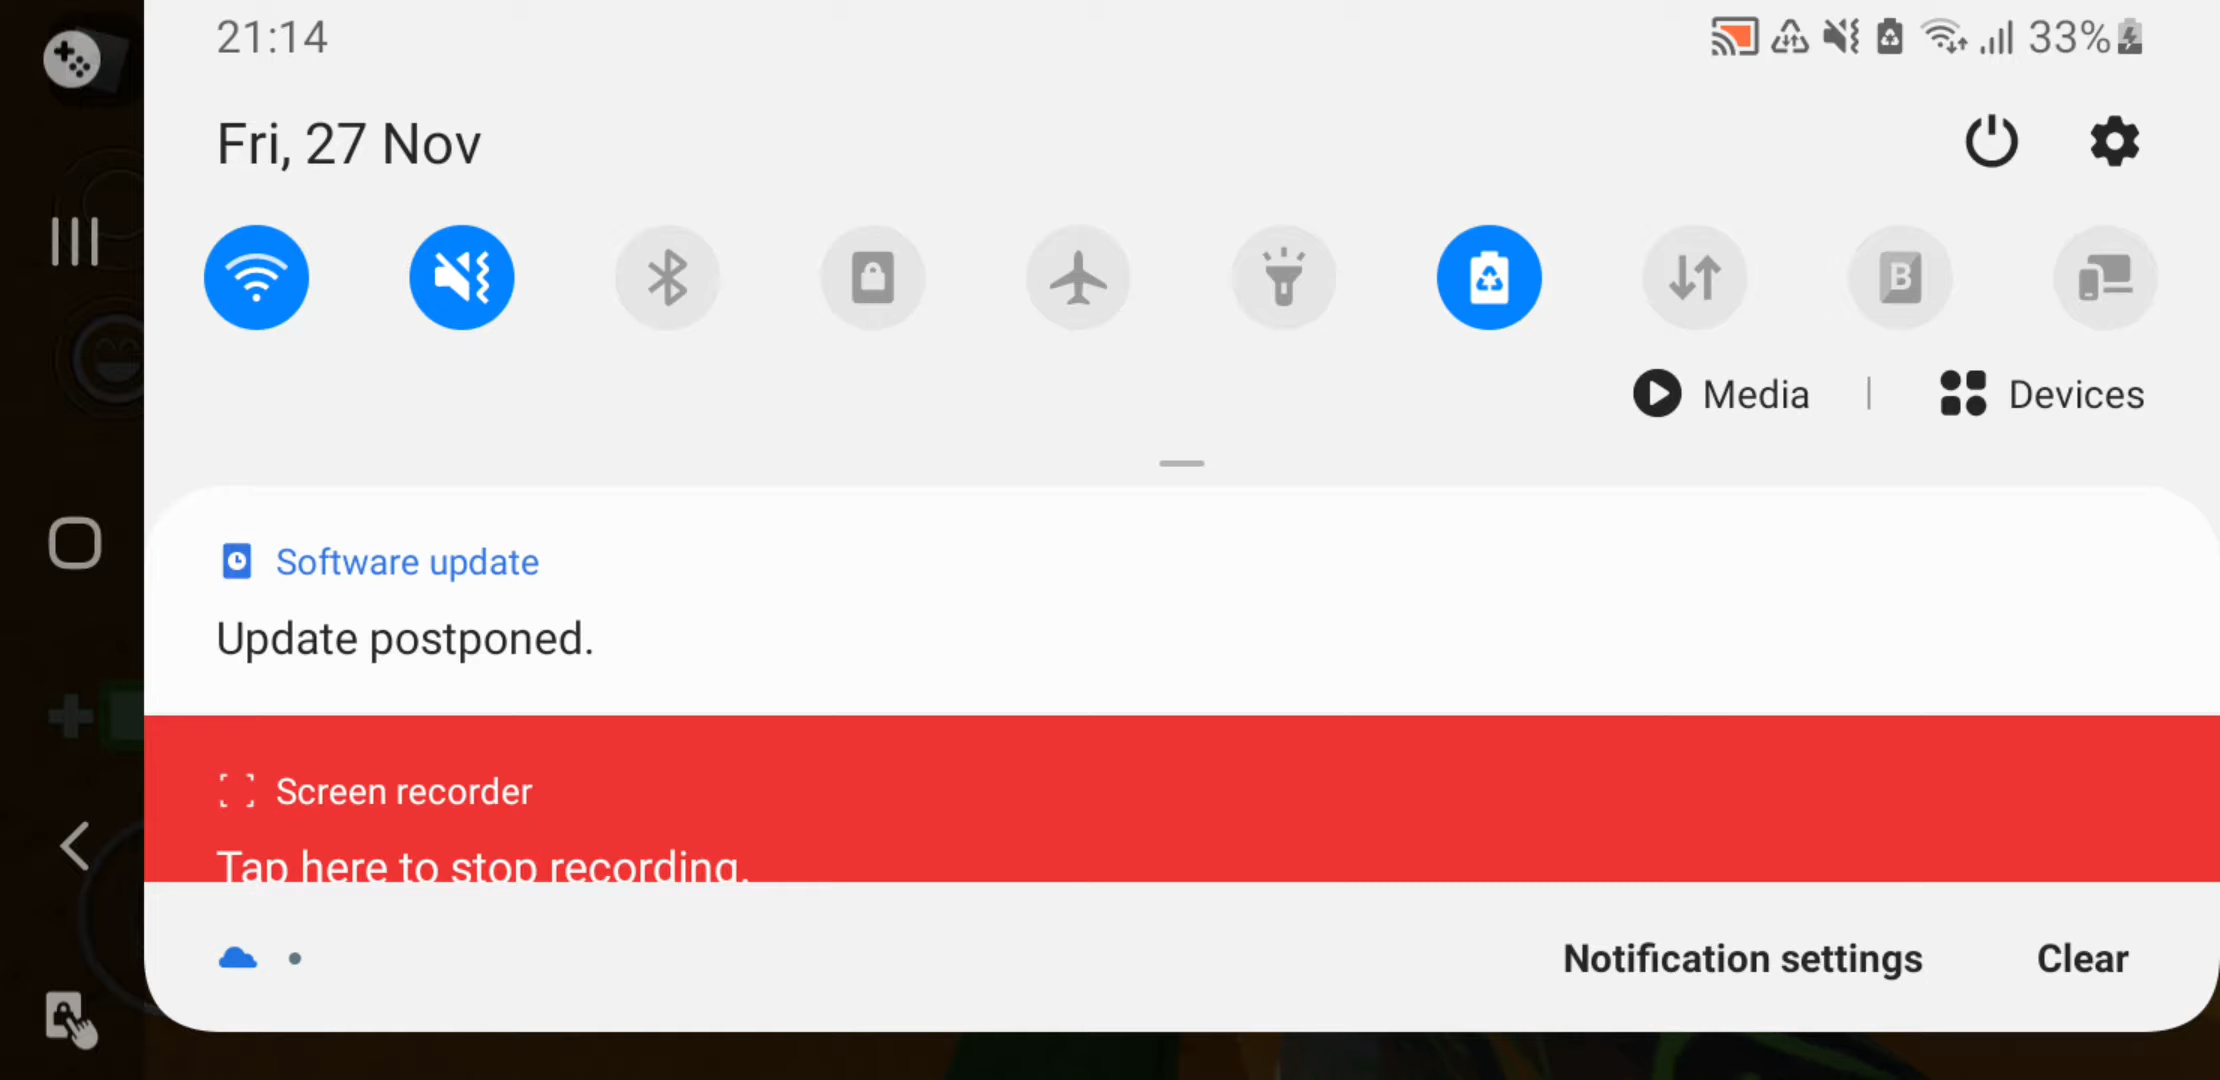 21:14
33%
Fri, 27 Nov
B
Media | Devices
Software update
Update postponed.
Screen recorder
Tap here to stop recording.
Notification settings
Clear